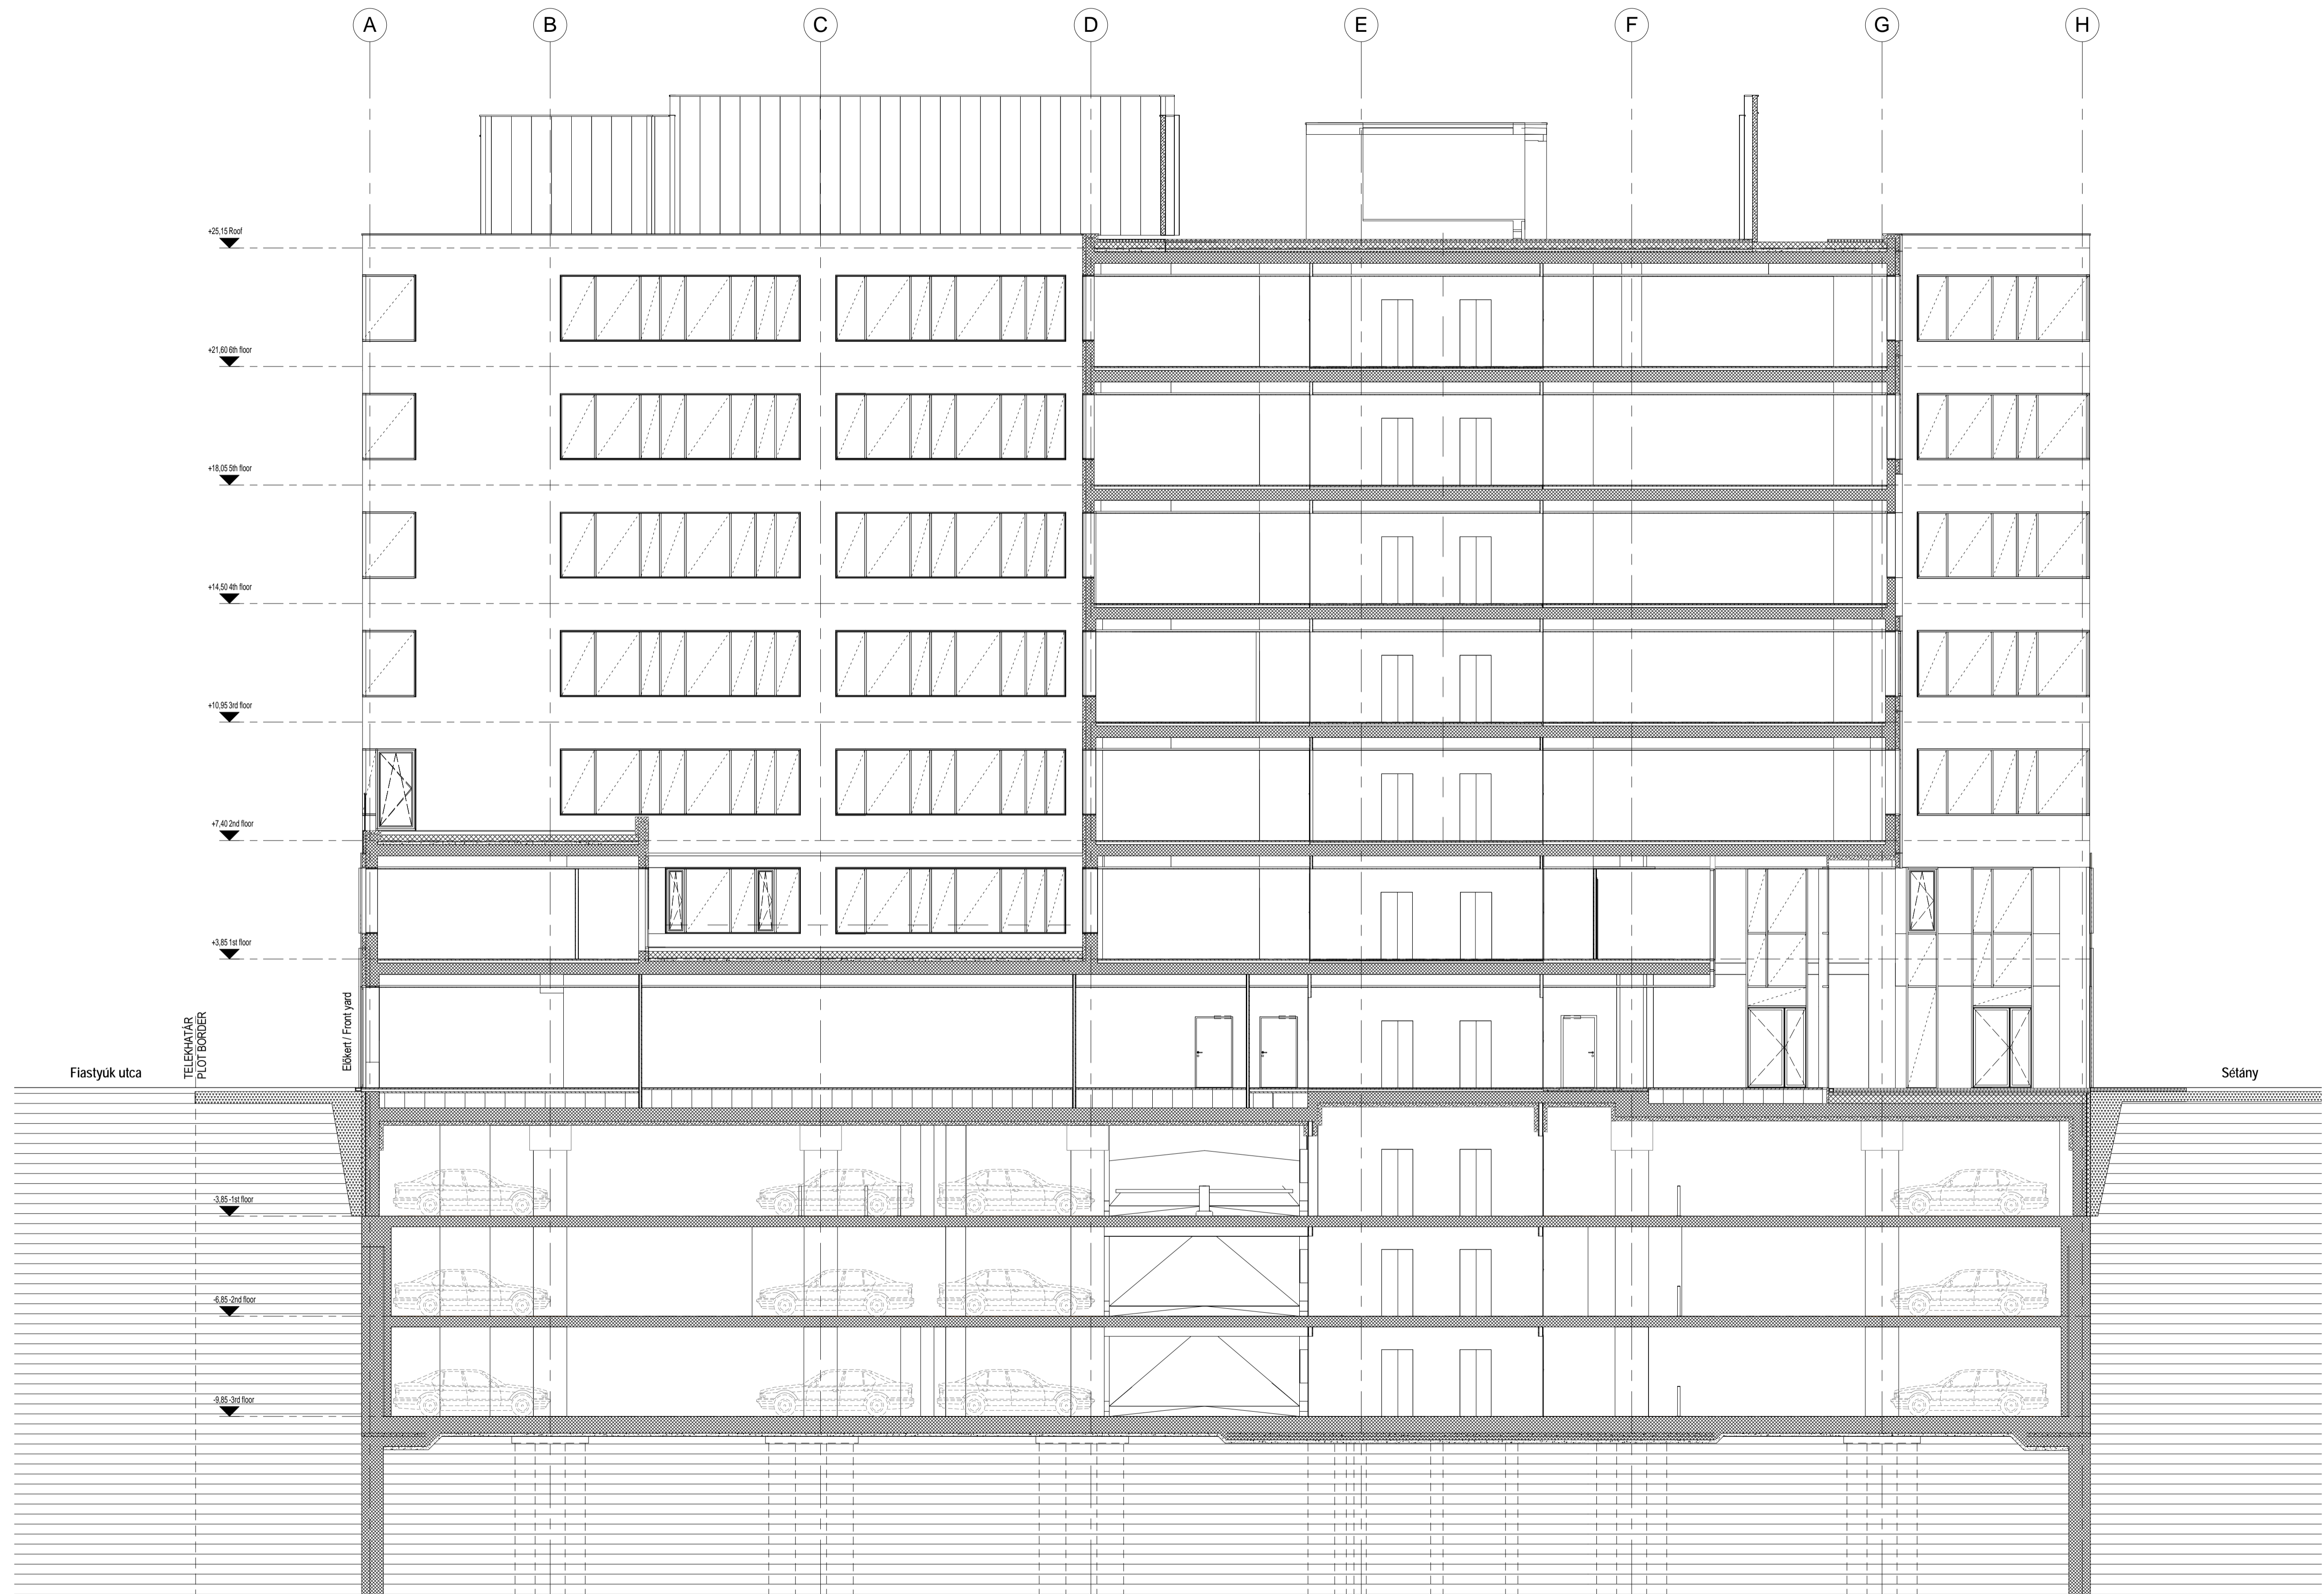 A
B
C
D
E
F
G
H
+25,15 Roof
+21,60 6th floor
+18,05 5th floor
+14,50 4th floor
+10,95 3rd floor
+7,40 2nd floor
+3,85 1st floor
TELEKHATÁR
PLOT BORDER
Előkert / Front yard
Fiastyúk utca
Sétány
-3,85 -1st floor
-6,85 -2nd floor
-9,85 -3rd floor